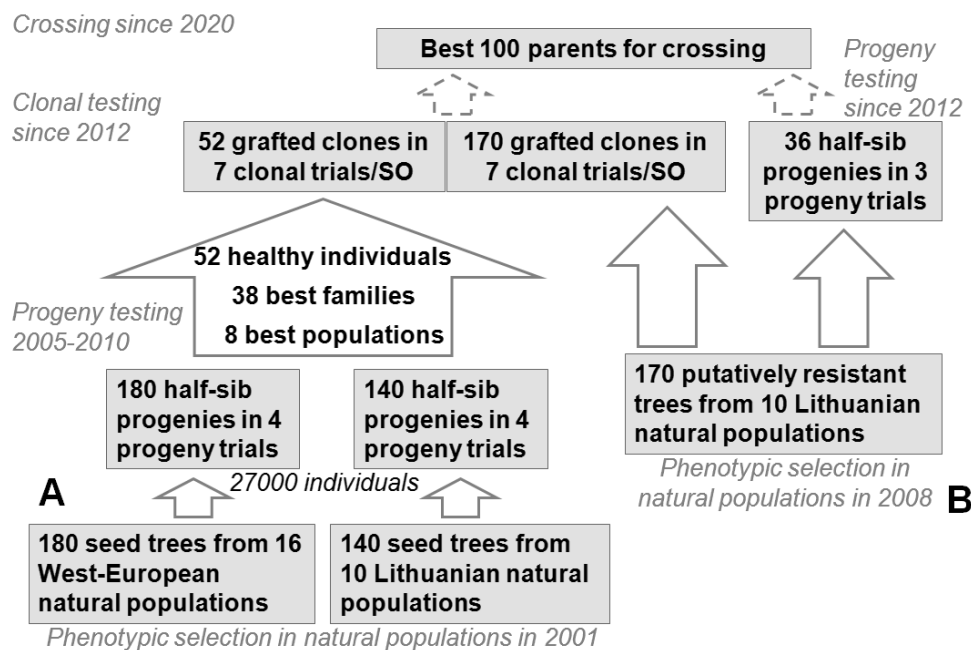 Crossing since 2020
Best 100 parents for crossing
Progeny
testing
since 2012
Clonal testing
since 2012
52 grafted clones in
7 clonal trials/SO
170 grafted clones in
7 clonal trials/SO
36 half-sib
progenies in 3
progeny trials
52 healthy individuals
38 best families
8 best populations
Progeny testing
2005-2010
180 half-sib
progenies in 4
progeny trials
140 half-sib
progenies in 4
progeny trials
170 putatively resistant
trees from 10 Lithuanian
natural populations
Phenotypic selection in
natural populations in 2008
A
27000 individuals
B
180 seed trees from 16
West-European
natural populations
140 seed trees from
10 Lithuanian natural
populations
Phenotypic selection in natural populations in 2001